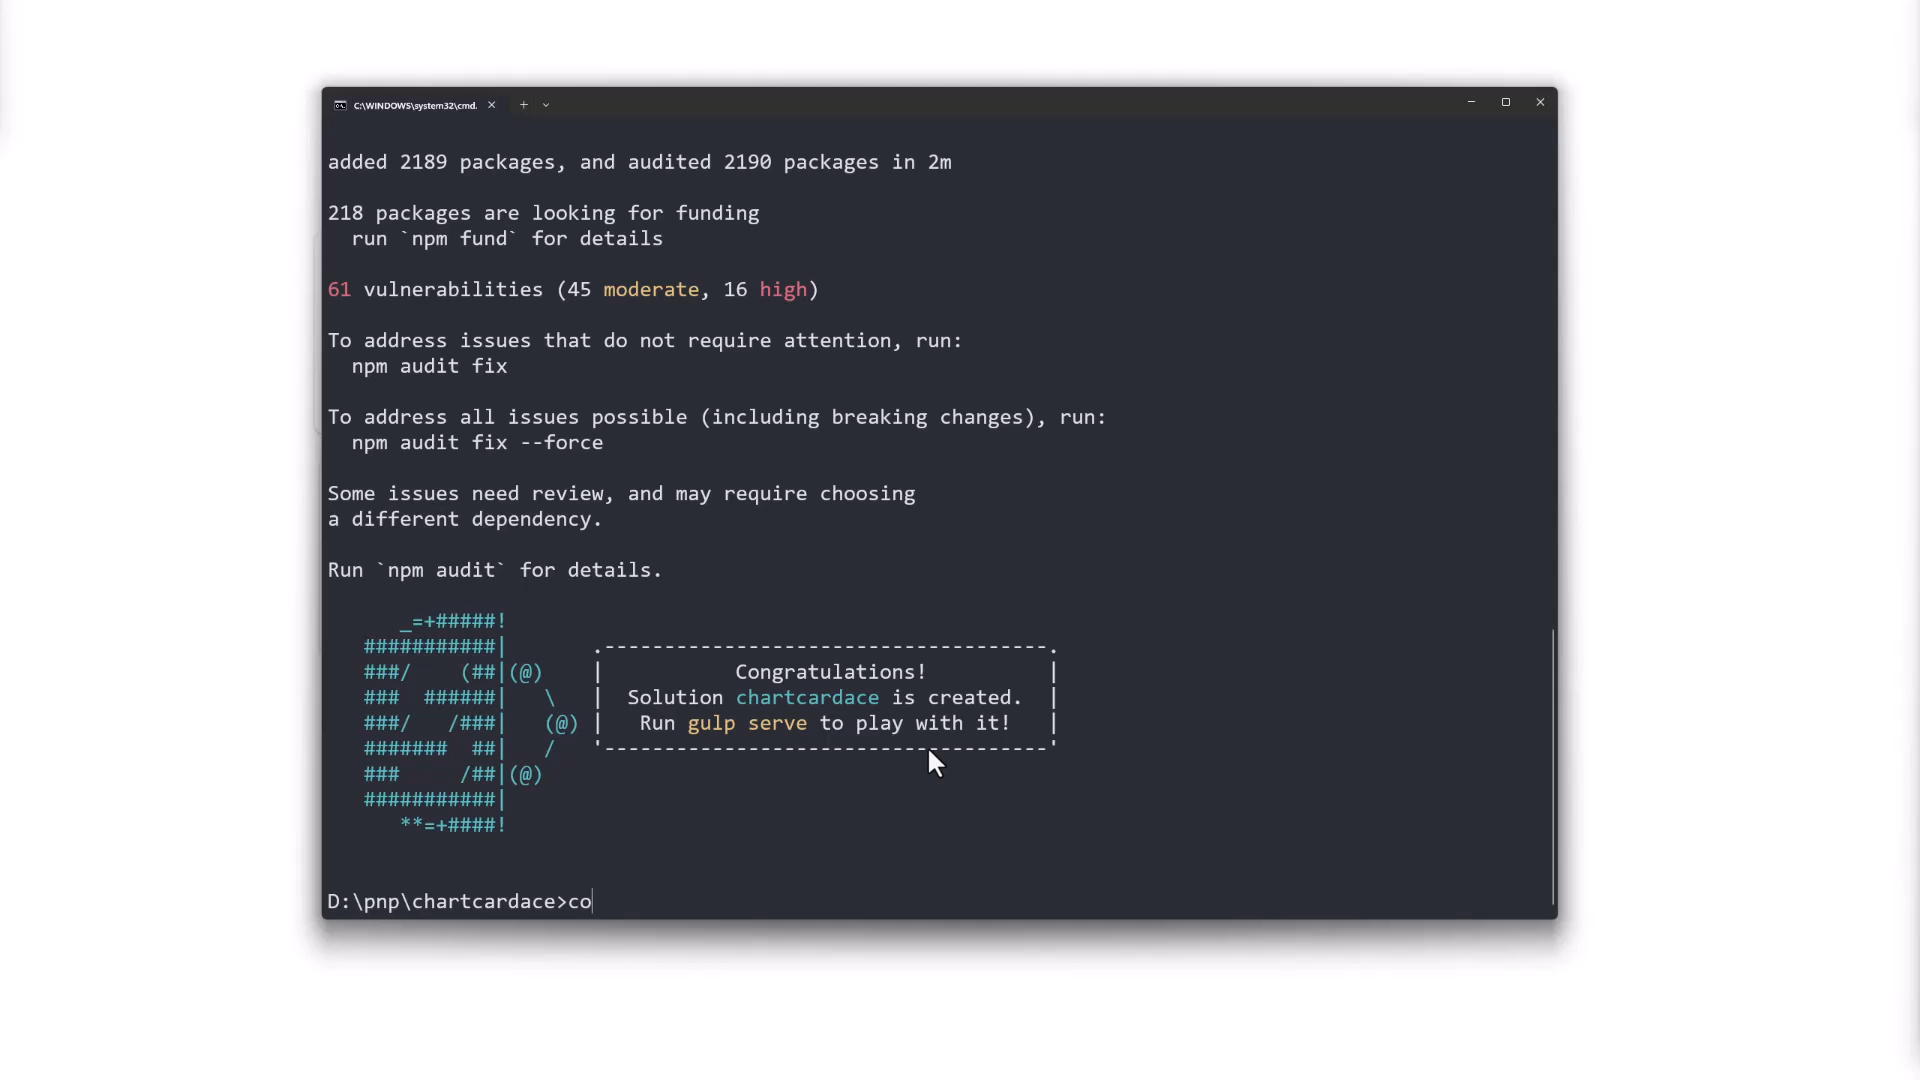 C:\WINDOWS\system32\cmd.
added 2189 packages, and audited 2190 packages in 2m
218 packages are looking for funding
  run `npm fund` for details
61 vulnerabilities (45 moderate, 16 high)
To address issues that do not require attention, run:
  npm audit fix
To address all issues possible (including breaking changes), run:
  npm audit fix --force
Some issues need review, and may require choosing
a different dependency.
Run `npm audit` for details.
      _=+#####!
   ###########|       .-------------------------------------.
   ###/    (##|(@)    |           Congratulations!          |
   ###  ######|   \   |  Solution chartcardace is created.  |
   ###/   /###|   (@) |   Run gulp serve to play with it!   |
   #######  ##|   /   '-------------------------------------'
   ###     /##|(@)
   ###########|
      **=+####!
D:\pnp\chartcardace>co